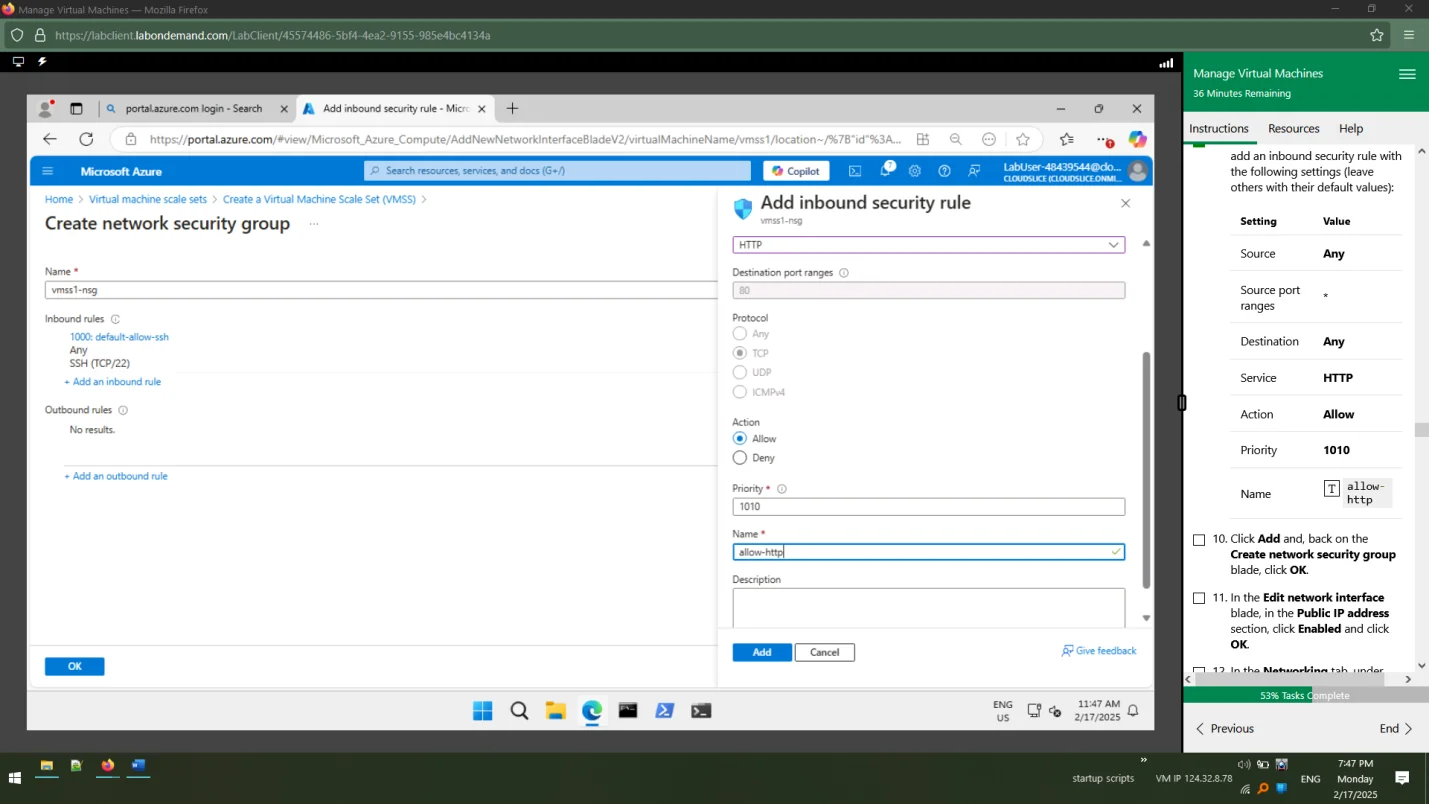 Manage Virtual Machines — Mozilla Firefox
https://labclient.labondemand.com/LabClient/45574486-5bf4-4ea2-9155-985e4bc4134a
portal.azure.com login - Search
Add inbound security rule - Micro
https://portal.azure.com/#view/Microsoft_Azure_Compute/AddNewNetworkInterfaceBladeV2/virtualMachineName/vmss1/location~/%7B"id"%3A...
Microsoft Azure
Search resources, services, and docs (G+/)
Copilot
7
LabUser-48439544@clo...
CLOUDSLICE (CLOUDSLICE.ONMI...
Home > Virtual machine scale sets > Create a Virtual Machine Scale Set (VMSS) >
Create network security group ...
Name *
vmss1-nsg
Inbound rules
1000: default-allow-ssh
Any
SSH (TCP/22)
+ Add an inbound rule
Outbound rules
No results.
+ Add an outbound rule
OK
Add inbound security rule
vmss1-nsg
HTTP
Destination port ranges
80
Protocol
Any
TCP
UDP
ICMPv4
Action
Allow
Deny
Priority *
1010
Name *
allow-http
Description
Add
Cancel
Give feedback
ENG
US
11:47 AM
2/17/2025
Manage Virtual Machines
36 Minutes Remaining
Instructions
Resources
Help
add an inbound security rule with
the following settings (leave
others with their default values):
Setting Value
Source Any
Source port
ranges
*
Destination Any
Service HTTP
Action Allow
Priority 1010
Name
T
allow-
http
10. Click Add and, back on the
Create network security group
blade, click OK.
11. In the Edit network interface
blade, in the Public IP address
section, click Enabled and click
OK.
12. In the Networking tab, under
53% Tasks Complete
< Previous
End >
startup scripts
VM IP 124.32.8.78
ENG
7:47 PM
Monday
2/17/2025